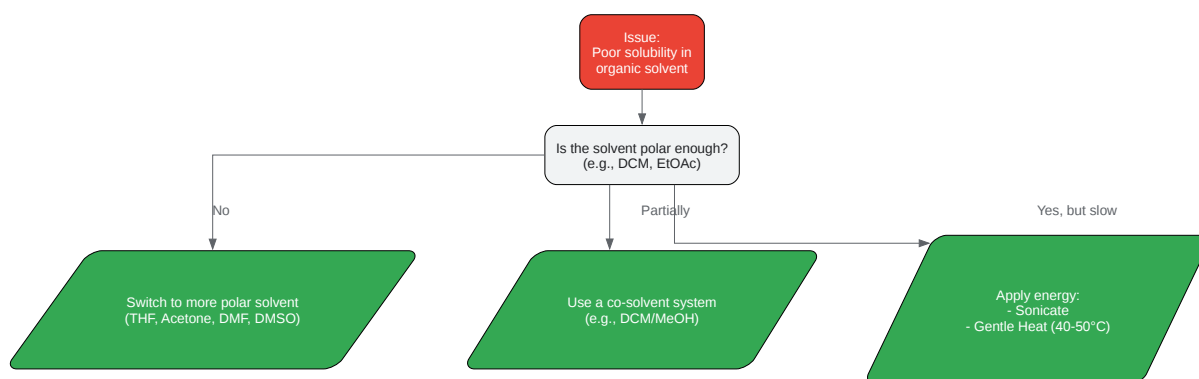 Issue:
Poor solubility in
organic solvent
Is the solvent polar enough?
(e.g., DCM, EtOAc)
No
Partially
Yes, but slow
Switch to more polar solvent
(THF, Acetone, DMF, DMSO)
Use a co-solvent system
(e.g., DCM/MeOH)
Apply energy:
- Sonicate
- Gentle Heat (40-50°C)